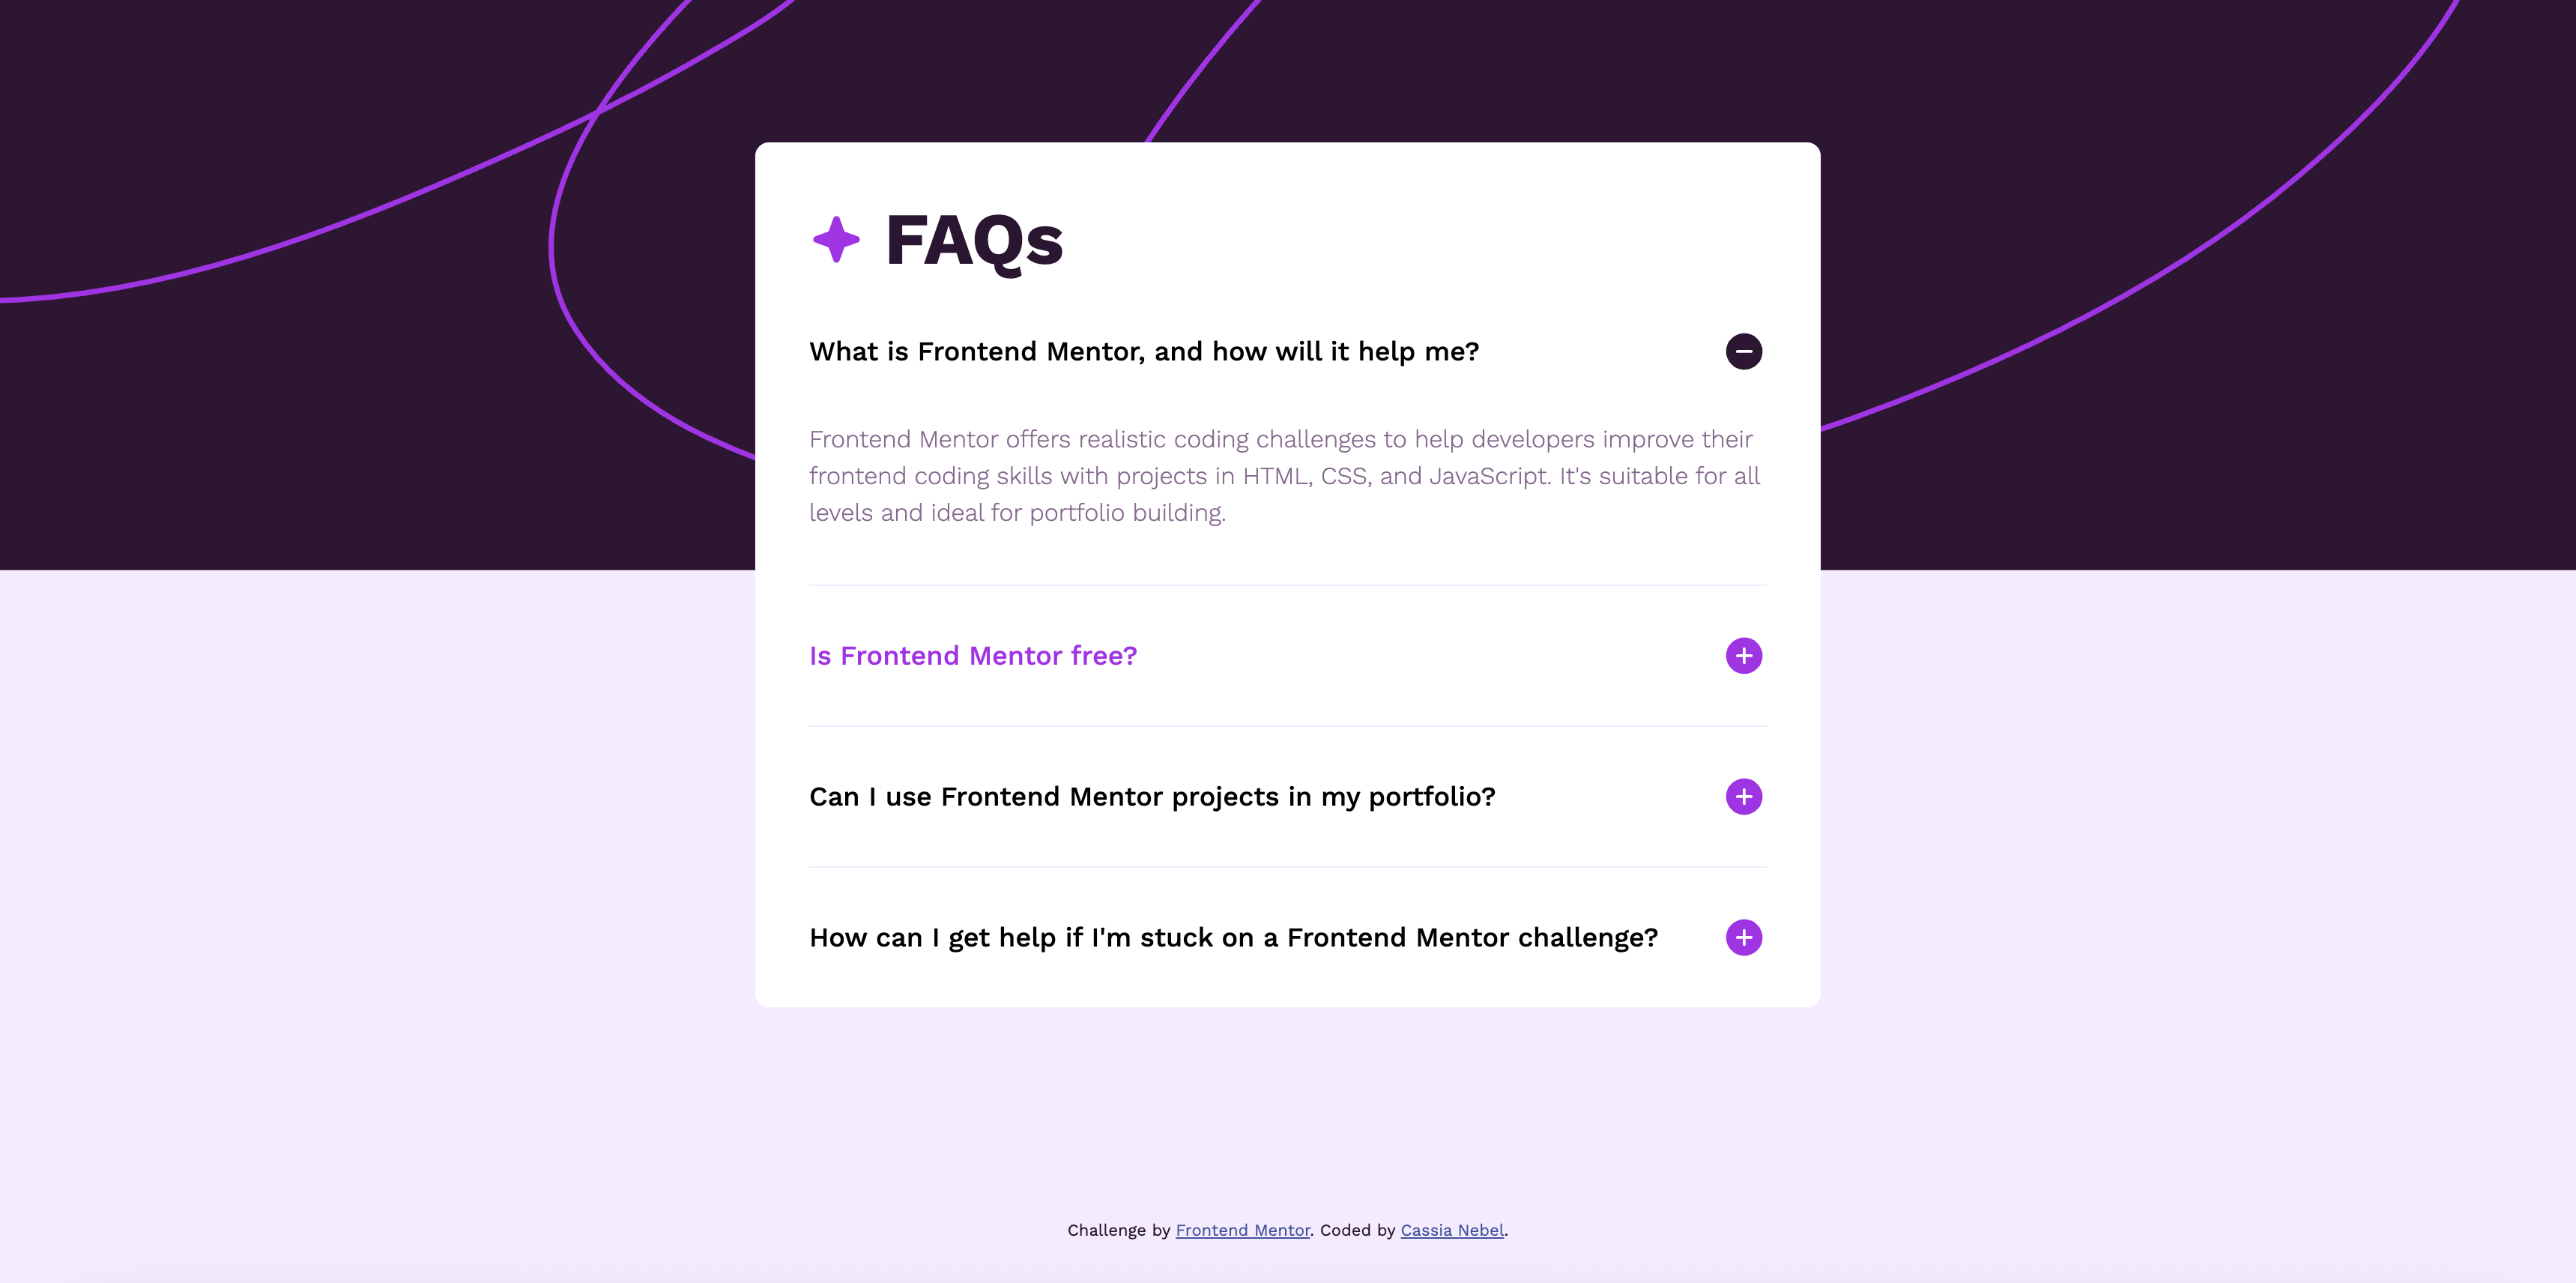 FAQs
What is Frontend Mentor, and how will it help me?
Frontend Mentor offers realistic coding challenges to help developers improve their
frontend coding skills with projects in HTML, CSS, and JavaScript. It's suitable for all
levels and ideal for portfolio building.
Is Frontend Mentor free?
Can I use Frontend Mentor projects in my portfolio?
How can I get help if I'm stuck on a Frontend Mentor challenge?
Challenge by Frontend Mentor. Coded by Cassia Nebel.